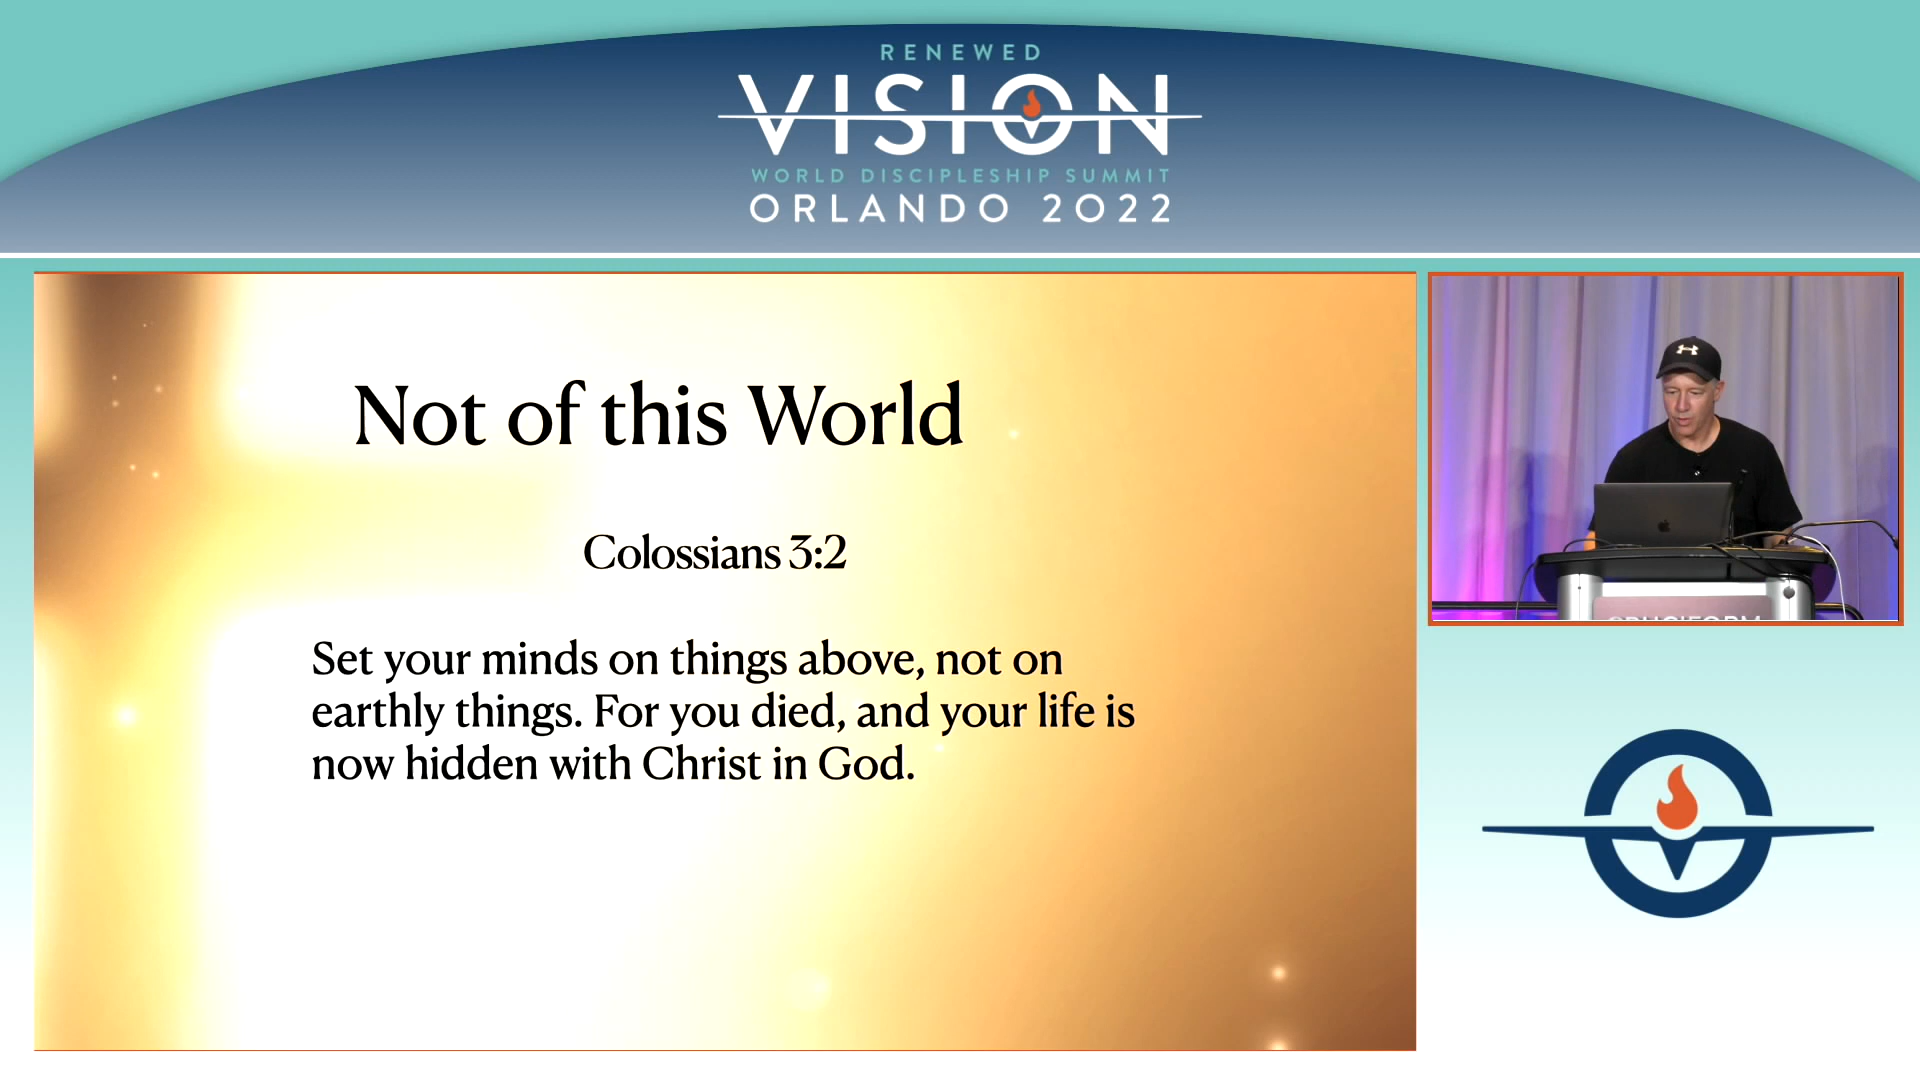 RENEWED
VISION
WORLD DISCIPLESHIP SUMMIT
ORLANDO 2022
Not of this World
Colossians 3:2
Set your minds on things above, not on
earthly things. For you died, and your life is
now hidden with Christ in God.